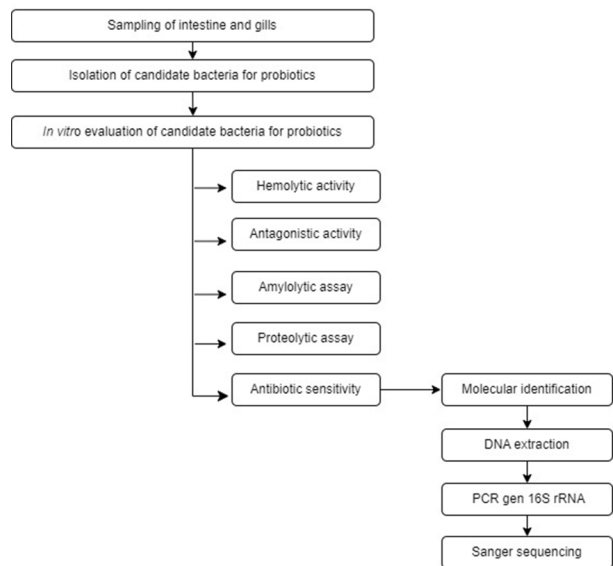 Sampling of intestine and gills
Isolation of candidate bacteria for probiotics
In vitro evaluation of candidate bacteria for probiotics
Hemolytic activity
Antagonistic activity
Amylolytic assay
Proteolytic assay
Antibiotic sensitivity
Molecular identification
DNA extraction
PCR gen 16S rRNA
Sanger sequencing